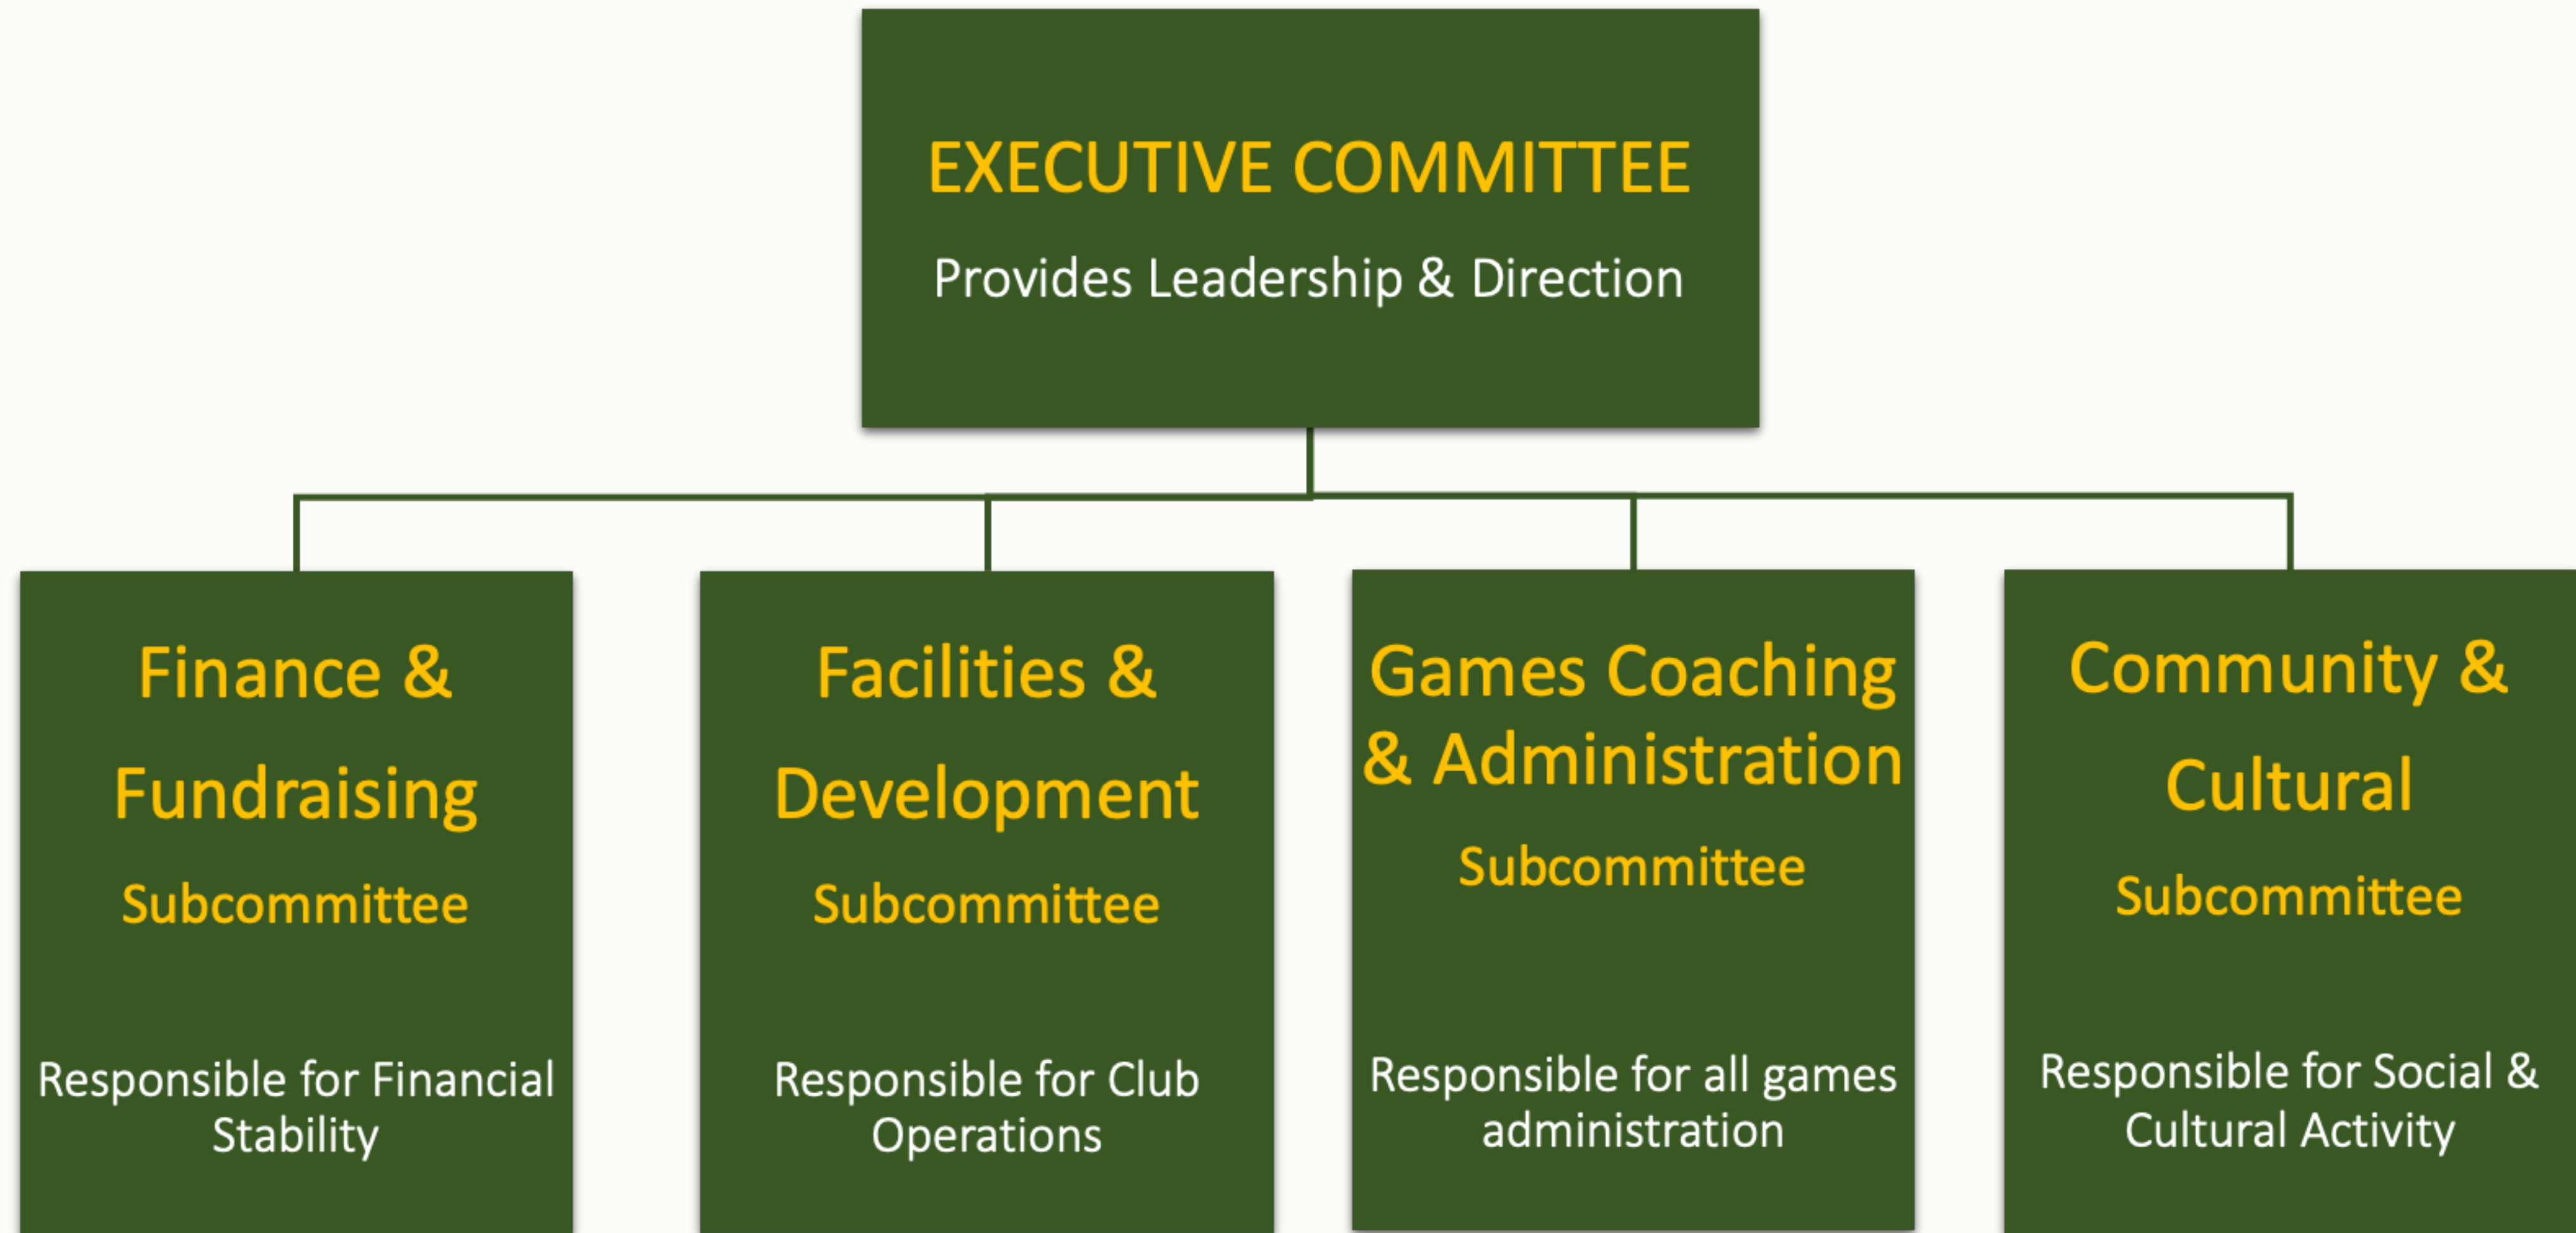 EXECUTIVE COMMITTEE
Provides Leadership & Direction
Finance &
Fundraising
Subcommittee
Responsible for Financial
Stability
Facilities &
Development
Subcommittee
Responsible for Club
Operations
Games Coaching
& Administration
Subcommittee
Responsible for all games
administration
Community &
Cultural
Subcommittee
Responsible for Social &
Cultural Activity